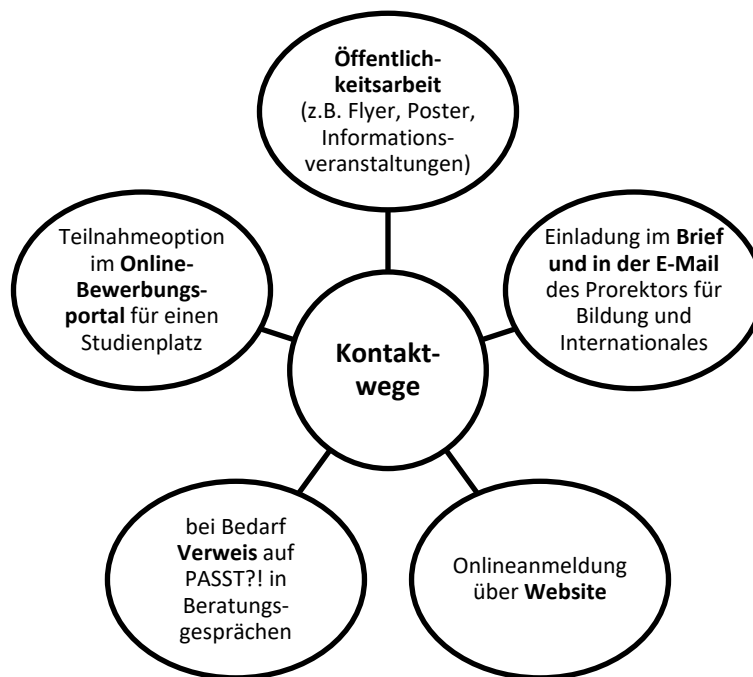 Öffentlich-
keitsarbeit
(z.B. Flyer, Poster,
Informations-
veranstaltungen)
Teilnahmeoption
im Online-
Bewerbungs-
portal für einen
Studienplatz
Einladung im Brief
und in der E-Mail
des Prorektors für
Bildung und
Internationales
Kontakt-
wege
bei Bedarf
Verweis auf
PASST?! in
Beratungs-
gesprächen
Onlineanmeldung
über Website